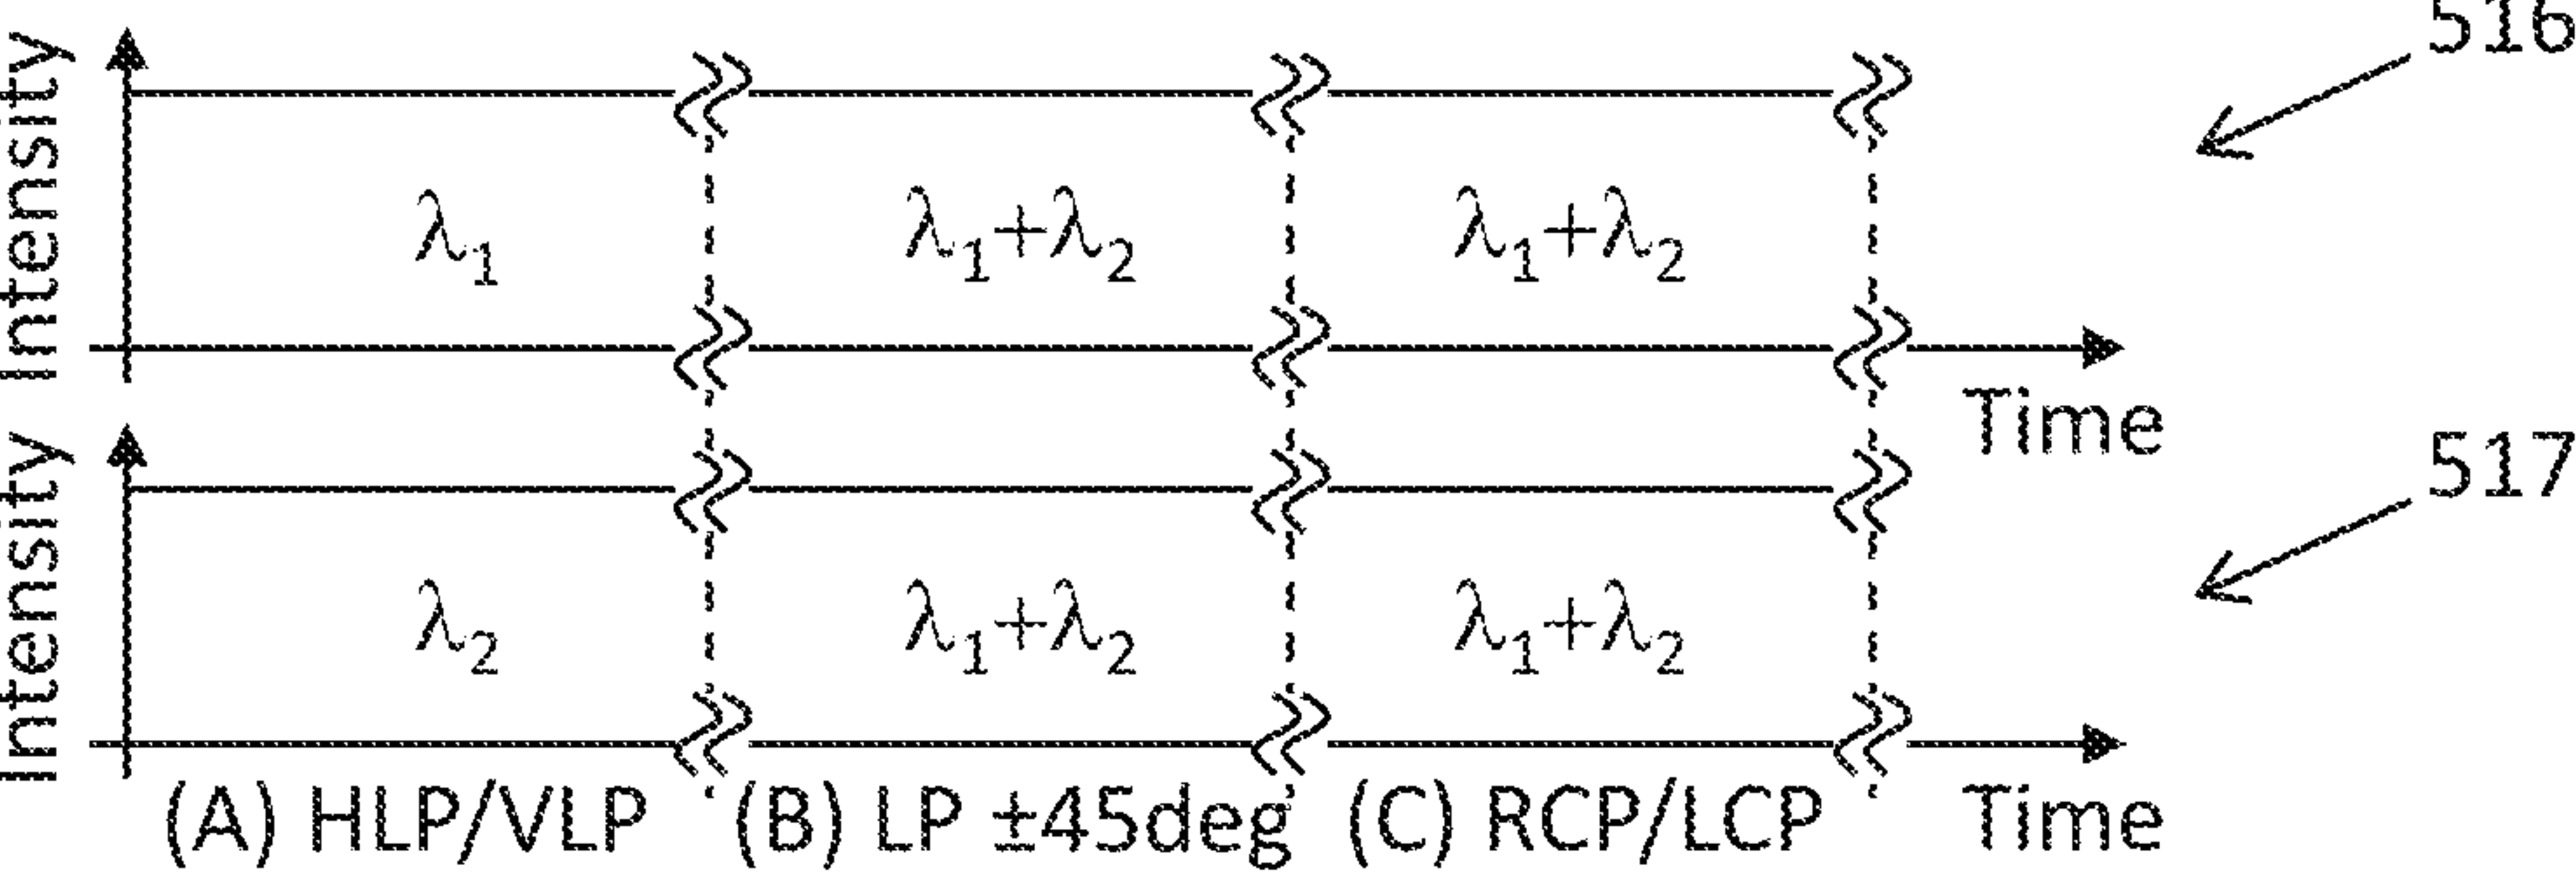 516
Intensity
λ1
λ1+λ2
λ1+λ2
Time
517
Intensity
λ2
λ1+λ2
λ1+λ2
(A) HLP/VLP
(B) LP ±45deg
(C) RCP/LCP
Time